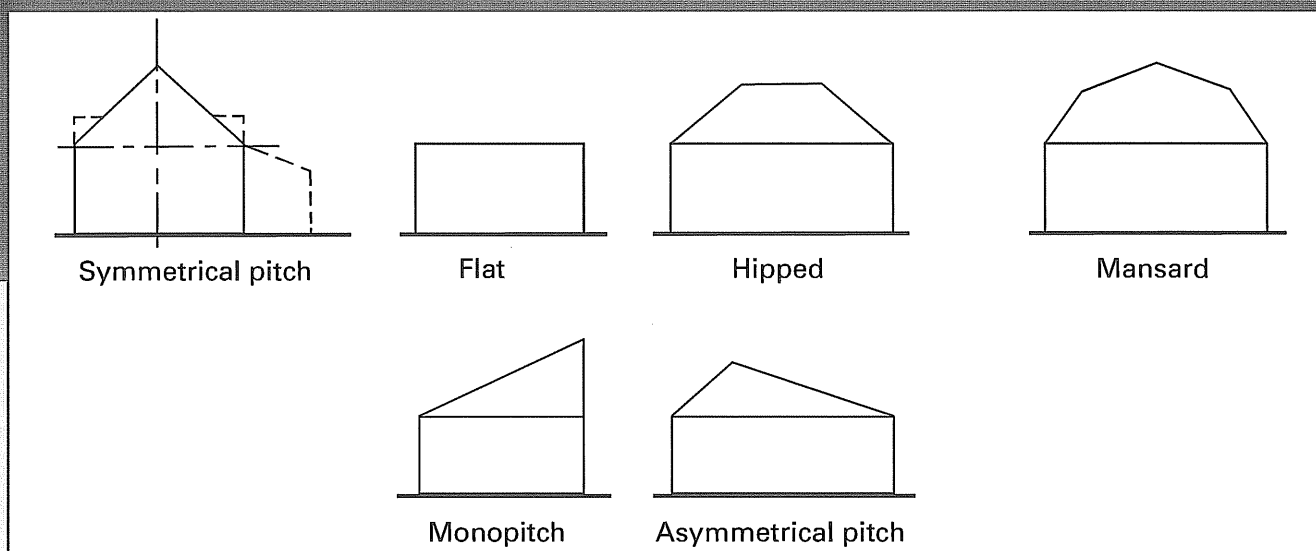 Symmetrical pitch
Flat
Hipped
Mansard
Monopitch
Asymmetrical pitch